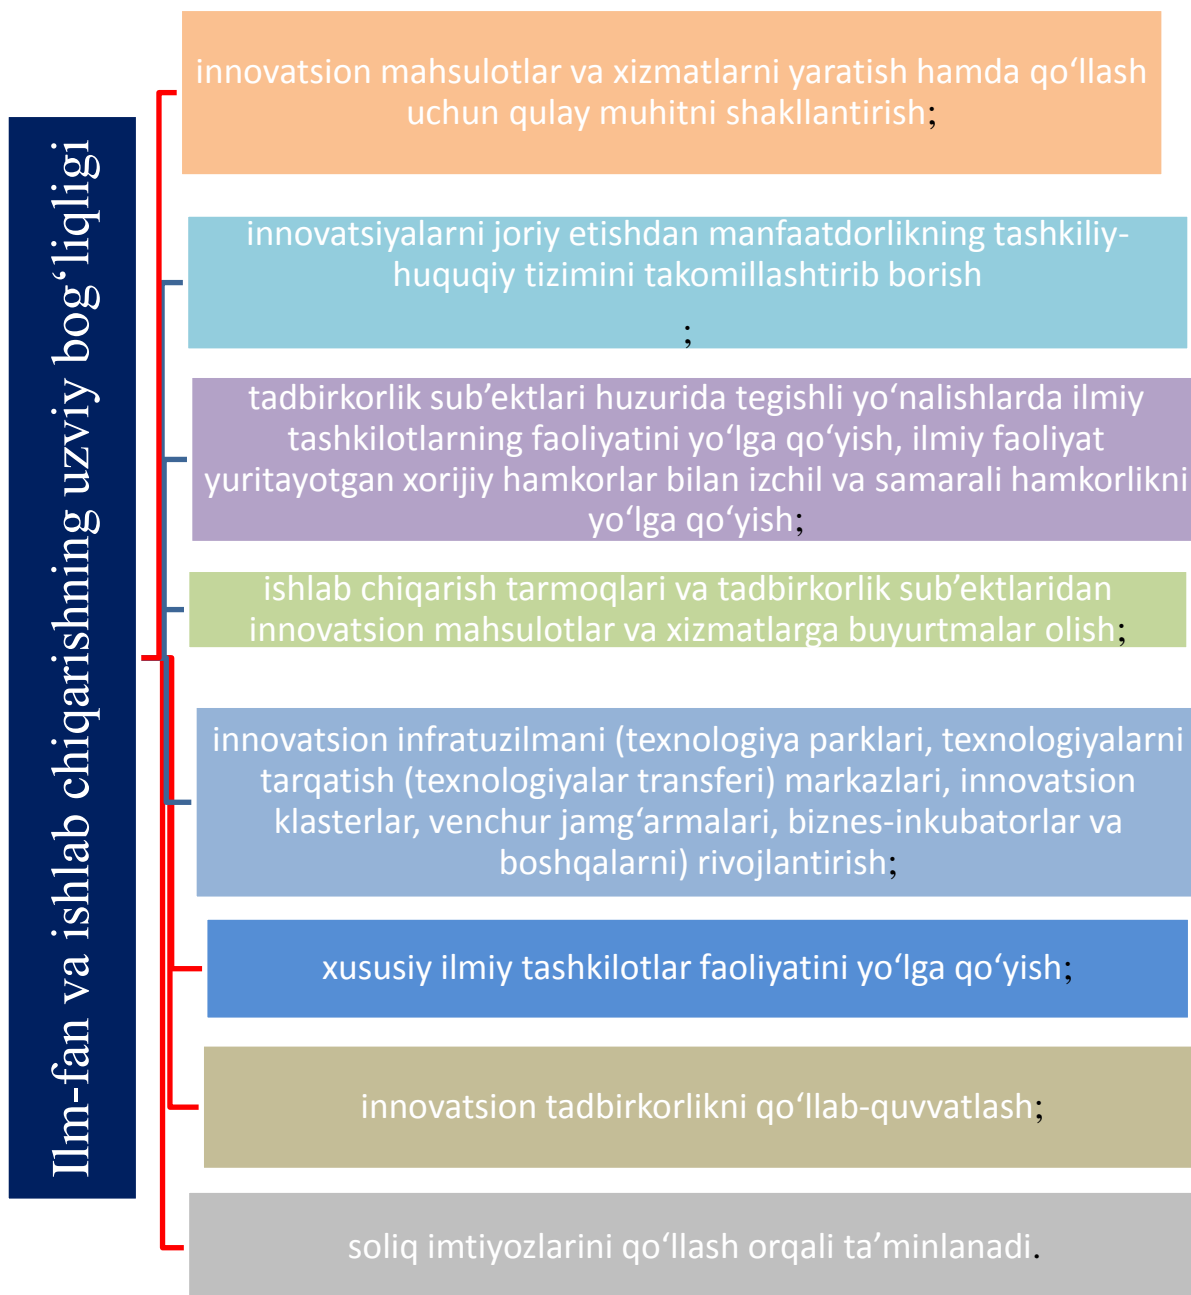 Ilm-fan va ishlab chiqarishning uzviy bog‘liqligi
innovatsion mahsulotlar va xizmatlarni yaratish hamda qo‘llash
uchun qulay muhitni shakllantirish;
innovatsiyalarni joriy etishdan manfaatdorlikning tashkiliy-
huquqiy tizimini takomillashtirib borish
;
tadbirkorlik sub’ektlari huzurida tegishli yo‘nalishlarda ilmiy
tashkilotlarning faoliyatini yo‘lga qo‘yish, ilmiy faoliyat
yuritayotgan xorijiy hamkorlar bilan izchil va samarali hamkorlikni
yo‘lga qo‘yish;
ishlab chiqarish tarmoqlari va tadbirkorlik sub’ektlaridan
innovatsion mahsulotlar va xizmatlarga buyurtmalar olish;
innovatsion infratuzilmani (texnologiya parklari, texnologiyalarni
tarqatish (texnologiyalar transferi) markazlari, innovatsion
klasterlar, venchur jamg‘armalari, biznes-inkubatorlar va
boshqalarni) rivojlantirish;
xususiy ilmiy tashkilotlar faoliyatini yo‘lga qo‘yish;
innovatsion tadbirkorlikni qo‘llab-quvvatlash;
soliq imtiyozlarini qo‘llash orqali ta’minlanadi.